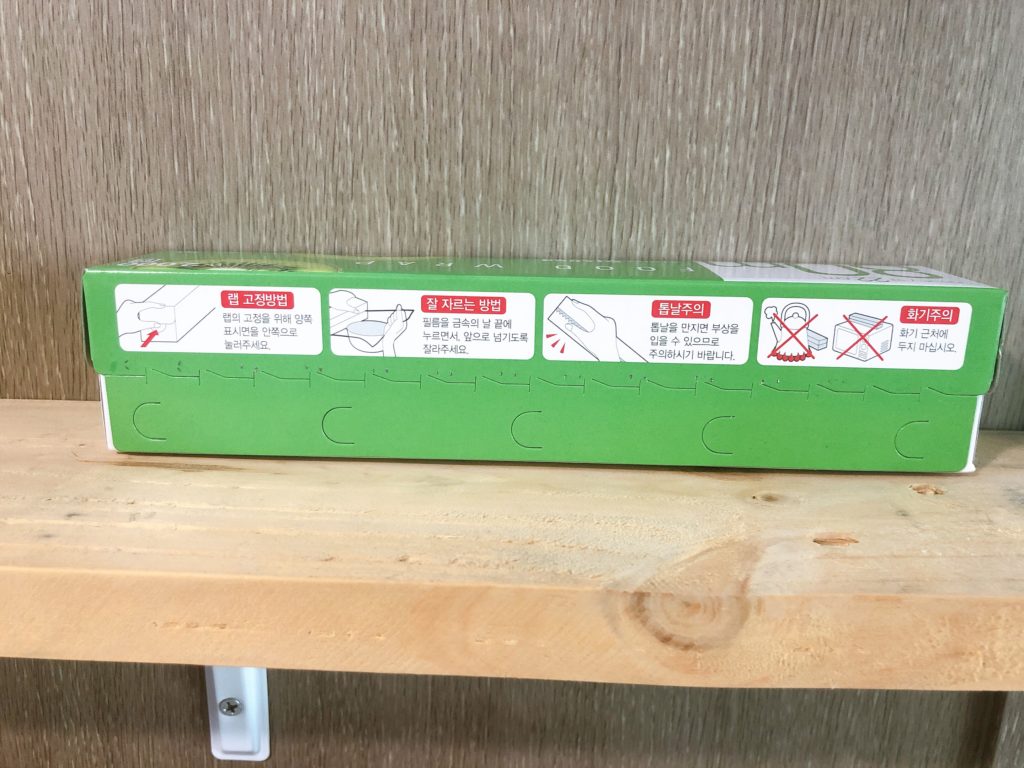 FOOD WRAP
랩 고정방법
랩의 고정을 위해 양쪽
표시면을 안쪽으로
눌러주세요.
잘 자르는 방법
필름을 금속의 날 끝에
누르면서, 앞으로 넘기도록
잘라주세요.
톱날주의
톱날을 만지면 부상을
입을 수 있으므로
주의하시기 바랍니다.
화기주의
화기 근처에
두지 마십시오.